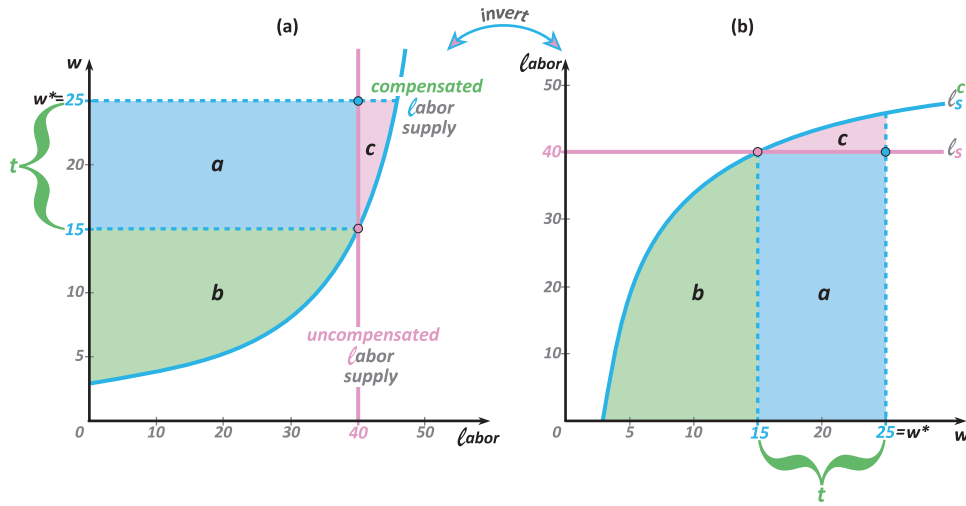 invert
(a)
w
w*=25
20
15
10
5
0
10
20
30
40
50
ℓabor
t
a
b
c
compensated
ℓabor
supply
uncompensated
ℓabor
supply
(b)
ℓabor
50
40
30
20
10
0
5
10
15
20
25=w*
w
t
a
b
c
ℓsᶜ
ℓs